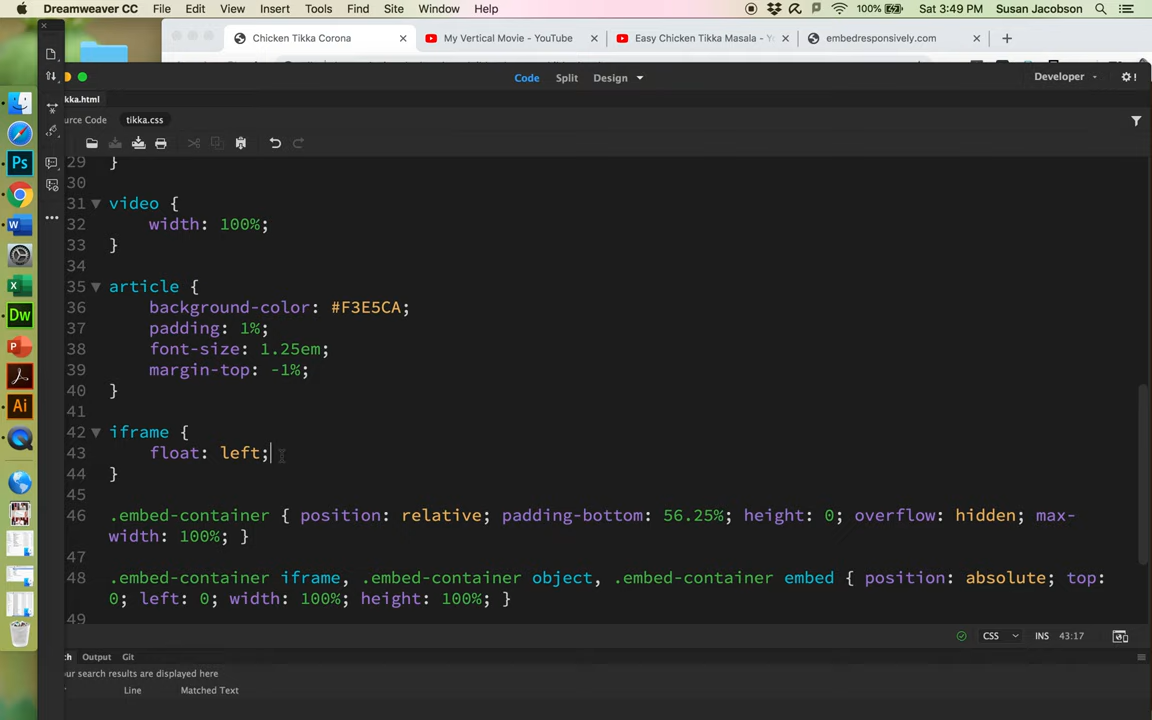 Dreamweaver CC File Edit View Insert Tools Find Site Window Help 100% Sat 3:49 PM Susan Jacobson
Chicken Tikka Corona × My Vertical Movie - YouTube × Easy Chicken Tikka Masala - Yo × embedresponsively.com × +
Code Split Design Developer
kka.html
urce Code tikka.css
29 }
30
31 video {
32 width: 100%;
33 }
34
35 article {
36 background-color: #F3E5CA;
37 padding: 1%;
38 font-size: 1.25em;
39 margin-top: -1%;
40 }
41
42 iframe {
43 float: left;
44 }
45
46 .embed-container { position: relative; padding-bottom: 56.25%; height: 0; overflow: hidden; max-
width: 100%; }
47
48 .embed-container iframe, .embed-container object, .embed-container embed { position: absolute; top:
0; left: 0; width: 100%; height: 100%; }
49
CSS INS 43:17
ch Output Git
our search results are displayed here
Line Matched Text
Ps
W
X
Dw
P
Ai